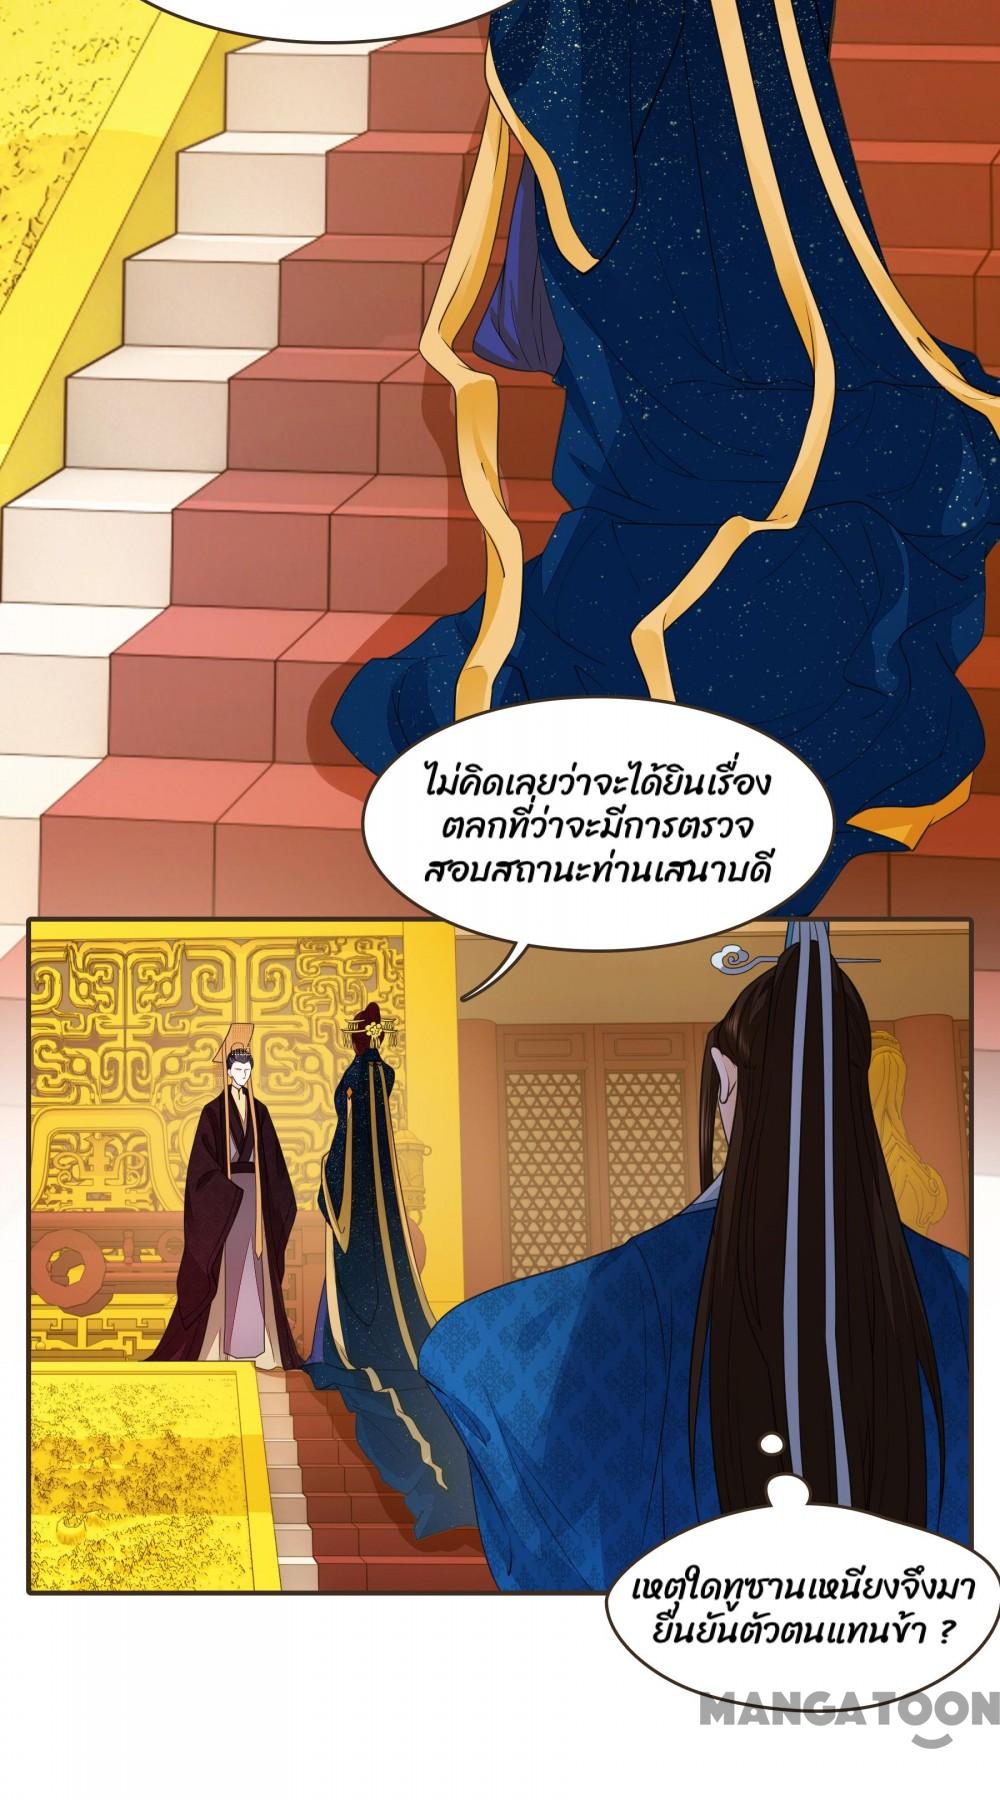 ไม่คิดเลยว่าจะได้ยินเรื่อง
ตลกที่ว่าจะมีการตรวจ
สอบสถานะท่านเสนาบดี
เหตุใดทูซานเหนียงจึงมา
ยืนยันตัวตนแทนข้า ?
MANGATOON